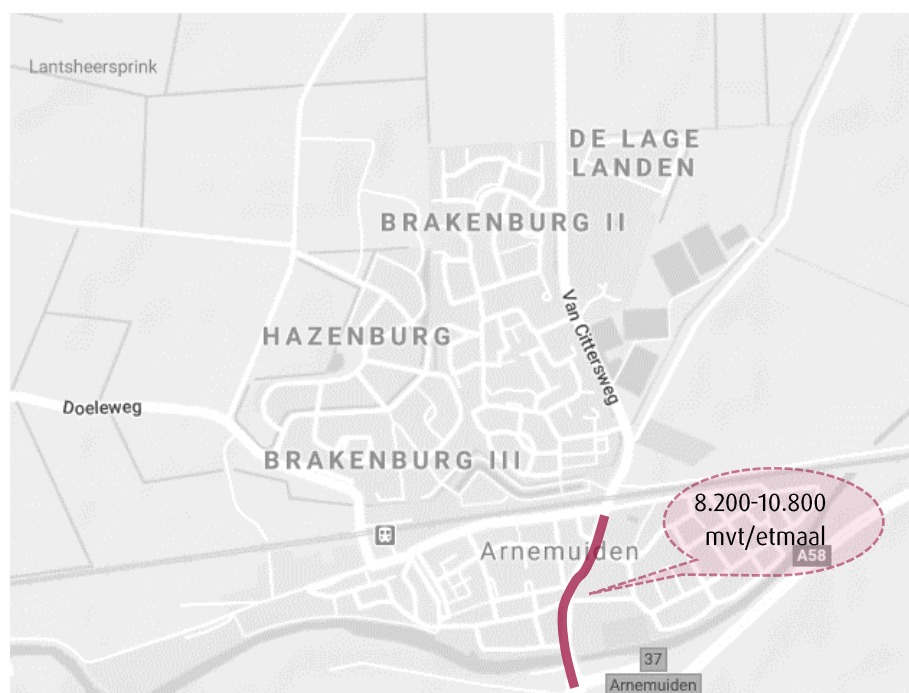 Lantsheersprink
DE LAGE
LANDEN
BRAKENBURG II
Van Cittersweg
HAZENBURG
Doeleweg
BRAKENBURG III
8.200-10.800
mvt/etmaal
Arnemuiden
A58
37
Arnemuiden